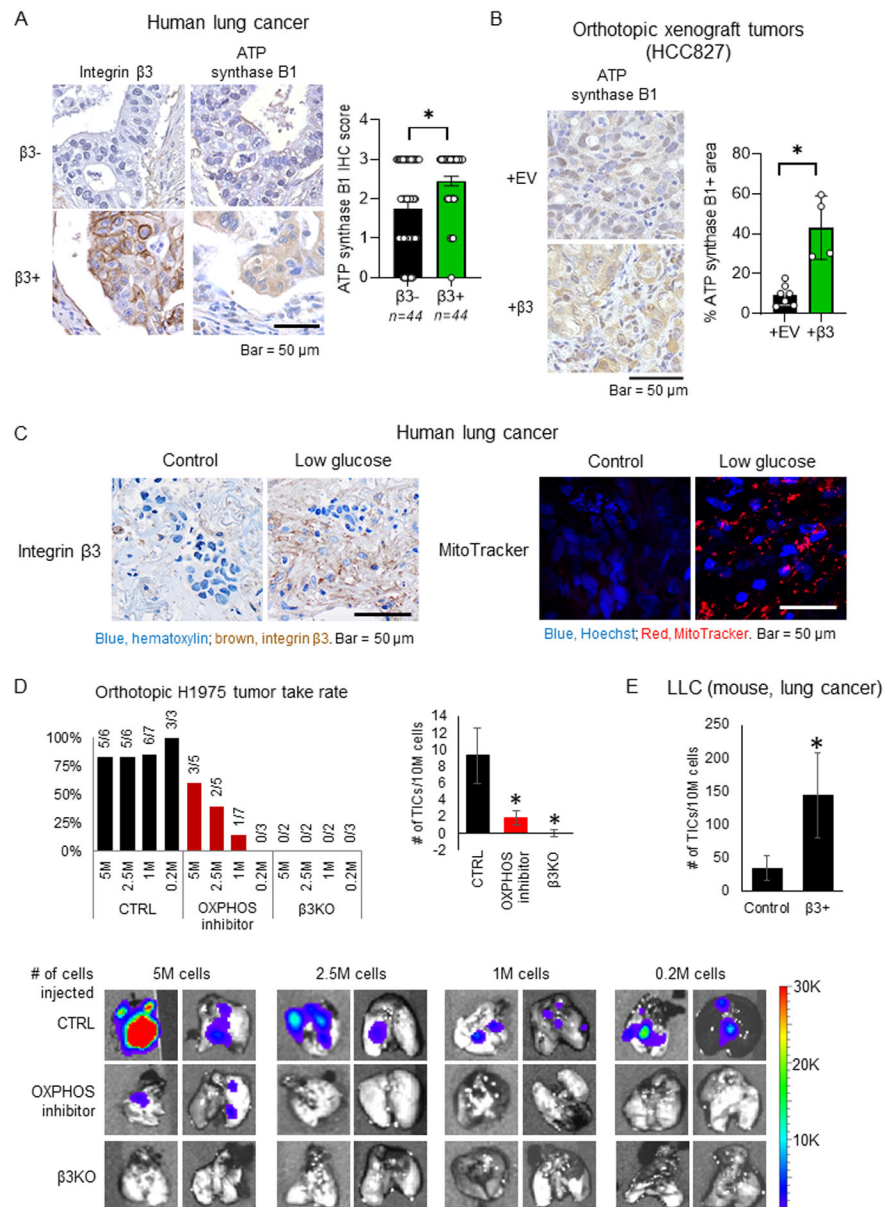 A
Human lung cancer
Integrin β3
ATP
synthase B1
β3-
β3+
Bar = 50 μm
ATP synthase B1 IHC score
4
3
2
1
0
*
β3-
n=44
β3+
n=44
B
Orthotopic xenograft tumors
(HCC827)
ATP
synthase B1
+EV
+β3
Bar = 50 μm
% ATP synthase B1+ area
80
60
40
20
0
*
+EV
+β3
C
Human lung cancer
Control
Low glucose
Integrin β3
Blue, hematoxylin; brown, integrin β3. Bar = 50 μm
Control
Low glucose
MitoTracker
Blue, Hoechst; Red, MitoTracker. Bar = 50 μm
D
Orthotopic H1975 tumor take rate
100%
75%
50%
25%
0%
5/6
5/6
6/7
3/3
3/5
2/5
1/7
0/3
0/2
0/2
0/2
0/3
5M
2.5M
1M
0.2M
5M
2.5M
1M
0.2M
5M
2.5M
1M
0.2M
CTRL
OXPHOS
inhibitor
β3KO
# of TICs/10M cells
14
12
10
8
6
4
2
0
-2
*
*
CTRL
OXPHOS
inhibitor
β3KO
E
LLC (mouse, lung cancer)
# of TICs/10M cells
250
200
150
100
50
0
*
Control
β3+
# of cells
injected
5M cells
2.5M cells
1M cells
0.2M cells
CTRL
OXPHOS
inhibitor
β3KO
30K
20K
10K